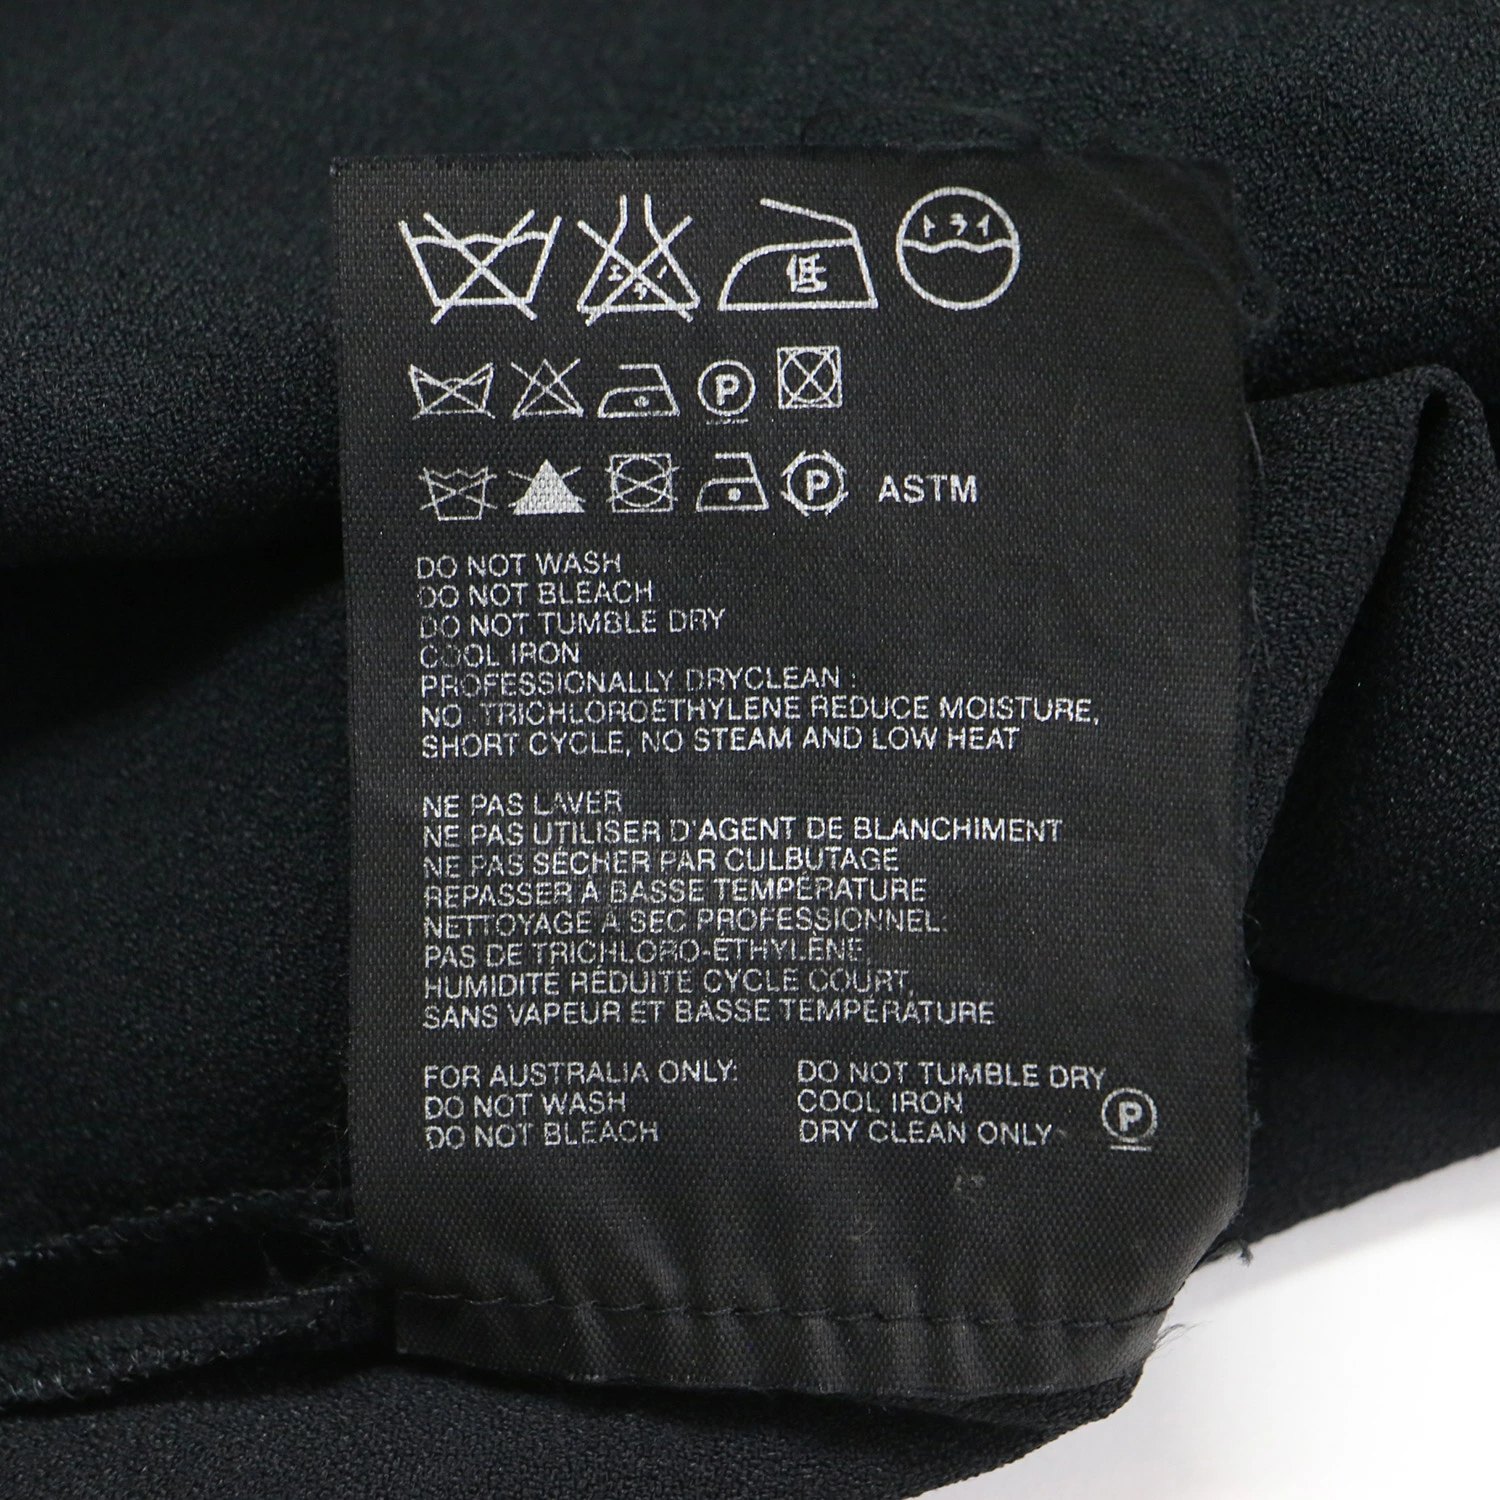 エンソ 低 トライ
P
P ASTM
DO NOT WASH
DO NOT BLEACH
DO NOT TUMBLE DRY
COOL IRON
PROFESSIONALLY DRYCLEAN :
NO TRICHLOROETHYLENE REDUCE MOISTURE,
SHORT CYCLE, NO STEAM AND LOW HEAT
NE PAS LAVER
NE PAS UTILISER D'AGENT DE BLANCHIMENT
NE PAS SÉCHER PAR CULBUTAGE
REPASSER À BASSE TEMPÉRATURE
NETTOYAGE À SEC PROFESSIONNEL:
PAS DE TRICHLORO-ÉTHYLÈNE,
HUMIDITÉ RÉDUITE CYCLE COURT,
SANS VAPEUR ET BASSE TEMPÉRATURE
FOR AUSTRALIA ONLY:
DO NOT WASH
DO NOT BLEACH
DO NOT TUMBLE DRY
COOL IRON
DRY CLEAN ONLY P